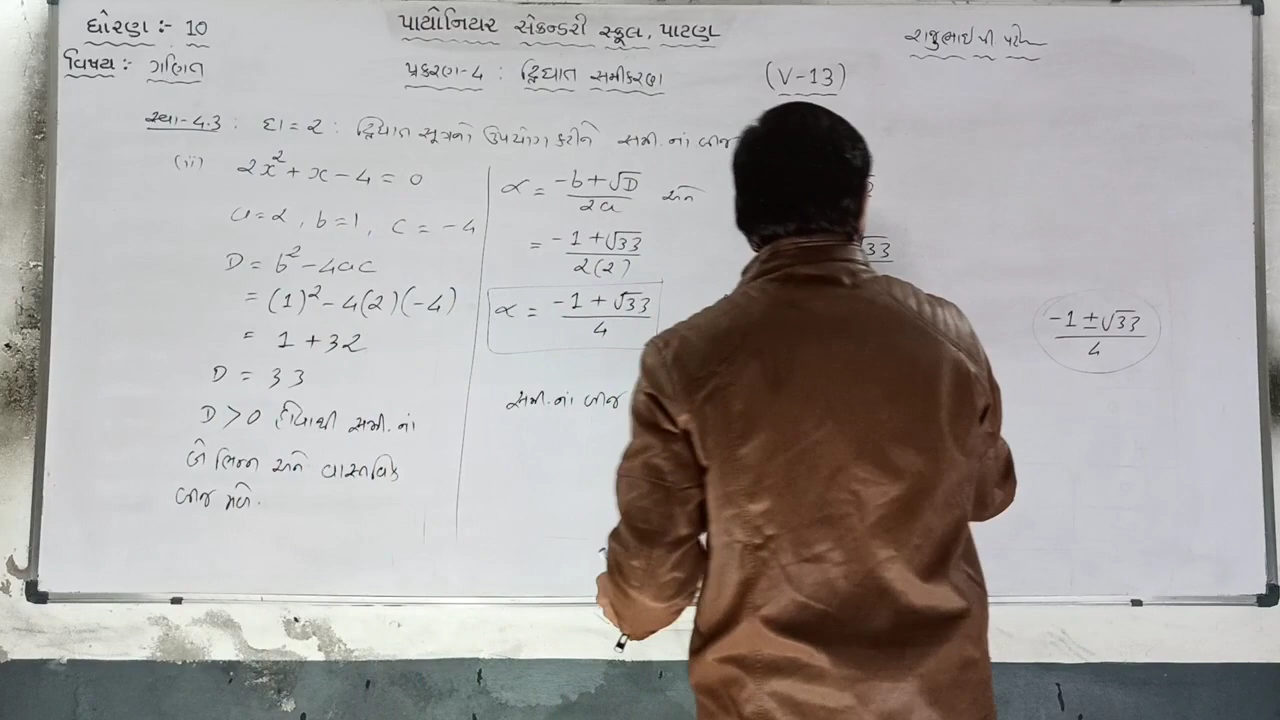 ધોરણ :- 10
પાયોનિયર સેકન્ડરી સ્કૂલ, પાટણ
વિષય : ગણિત
પ્રકરણ-4 : દ્વિઘાત સમીકરણ
(V-13)
સ્વા-4.3 : દા = 2 : દ્વિઘાત સૂત્રનો ઉપયોગ કરીને સમી.નાં બીજ
2x² + x - 4 = 0
a = 2 , b = 1 , c = -4
D = b² - 4ac
= (1)² - 4(2)(-4)
= 1 + 32
D = 33
D > 0 હોવાથી સમી.નાં
બે ભિન્ન અને વાસ્તવિક
બીજ મળે.
α = (-b + √D) / 2a અને
= (-1 + √33) / 2(2)
α = (-1 + √33) / 4
સમી.નાં બીજ
33
(-1 ± √33) / 4